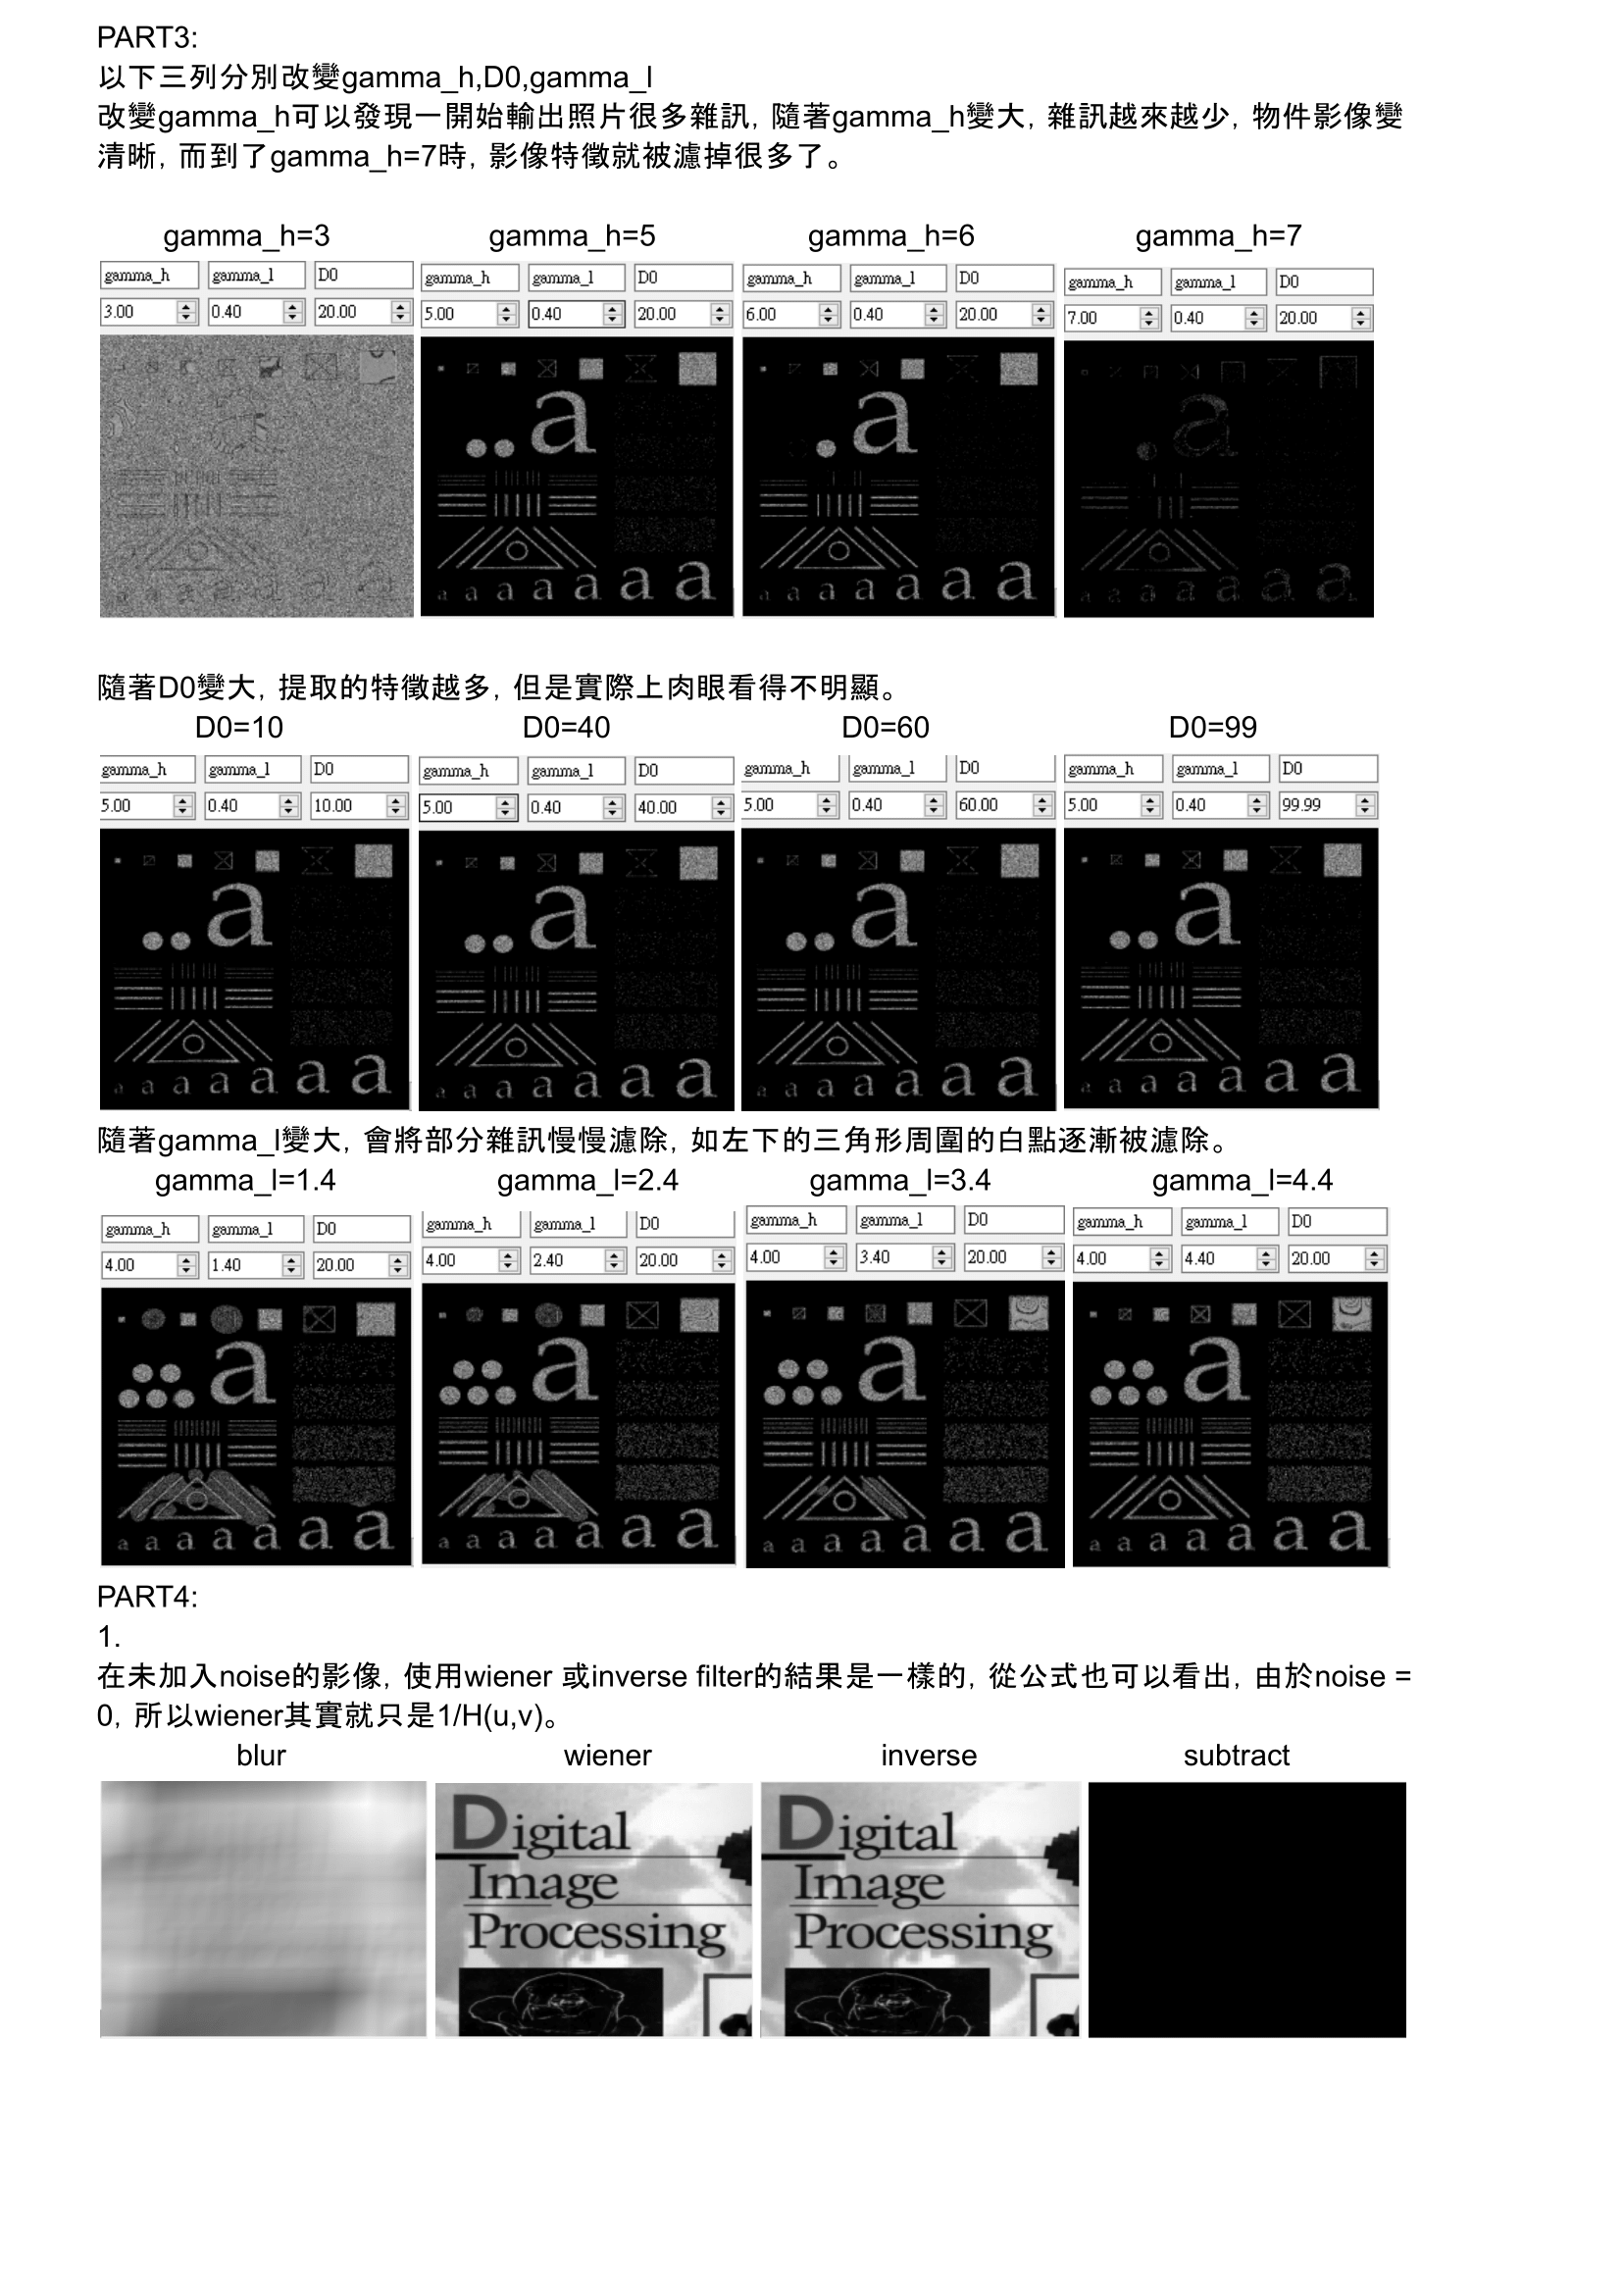 PART3:
以下三列分別改變gamma_h,D0,gamma_l
改變gamma_h可以發現一開始輸出照片很多雜訊, 隨著gamma_h變大, 雜訊越來越少, 物件影像變
清晰, 而到了gamma_h=7時, 影像特徵就被濾掉很多了。
gamma_h=3 gamma_h=5 gamma_h=6 gamma_h=7
gamma_h gamma_l D0 gamma_h gamma_l D0 gamma_h gamma_l D0 gamma_h gamma_l D0
3.00 0.40 20.00 5.00 0.40 20.00 6.00 0.40 20.00 7.00 0.40 20.00
a a a
a a a a a a a a a a a a a a a a a a a a a
隨著D0變大, 提取的特徵越多, 但是實際上肉眼看得不明顯。
D0=10 D0=40 D0=60 D0=99
gamma_h gamma_l D0 gamma_h gamma_l D0 gamma_h gamma_l D0 gamma_h gamma_l D0
5.00 0.40 10.00 5.00 0.40 40.00 5.00 0.40 60.00 5.00 0.40 99.99
a a a a
a a a a a a a a a a a a a a a a a a a a a a a a a a a a
隨著gamma_l變大, 會將部分雜訊慢慢濾除, 如左下的三角形周圍的白點逐漸被濾除。
gamma_l=1.4 gamma_l=2.4 gamma_l=3.4 gamma_l=4.4
gamma_h gamma_l D0 gamma_h gamma_l D0 gamma_h gamma_l D0 gamma_h gamma_l D0
4.00 1.40 20.00 4.00 2.40 20.00 4.00 3.40 20.00 4.00 4.40 20.00
a a a a
a a a a a a a a a a a a a a a a a a a a a a a a a a a a
PART4:
1.
在未加入noise的影像, 使用wiener 或inverse filter的結果是一樣的, 從公式也可以看出, 由於noise =
0, 所以wiener其實就只是1/H(u,v)。
blur wiener inverse subtract
Digital Digital
Image Image
Processing Processing